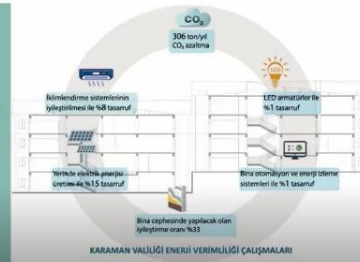 CO₂
306 ton/yıl
CO₂ azaltma
İklimlendirme sistemlerinin
iyileştirilmesi ile %8 tasarruf
LED
LED armatürler ile
%1 tasarruf
Yerinde elektrik enerjisi
üretimi ile %15 tasarruf
Bina otomasyon ve enerji izleme
sistemleri ile %1 tasarruf
Bina cephesinde yapılacak olan
iyileştirme oranı %33
KARAMAN VALİLİĞİ ENERJİ VERİMLİLİĞİ ÇALIŞMALARI